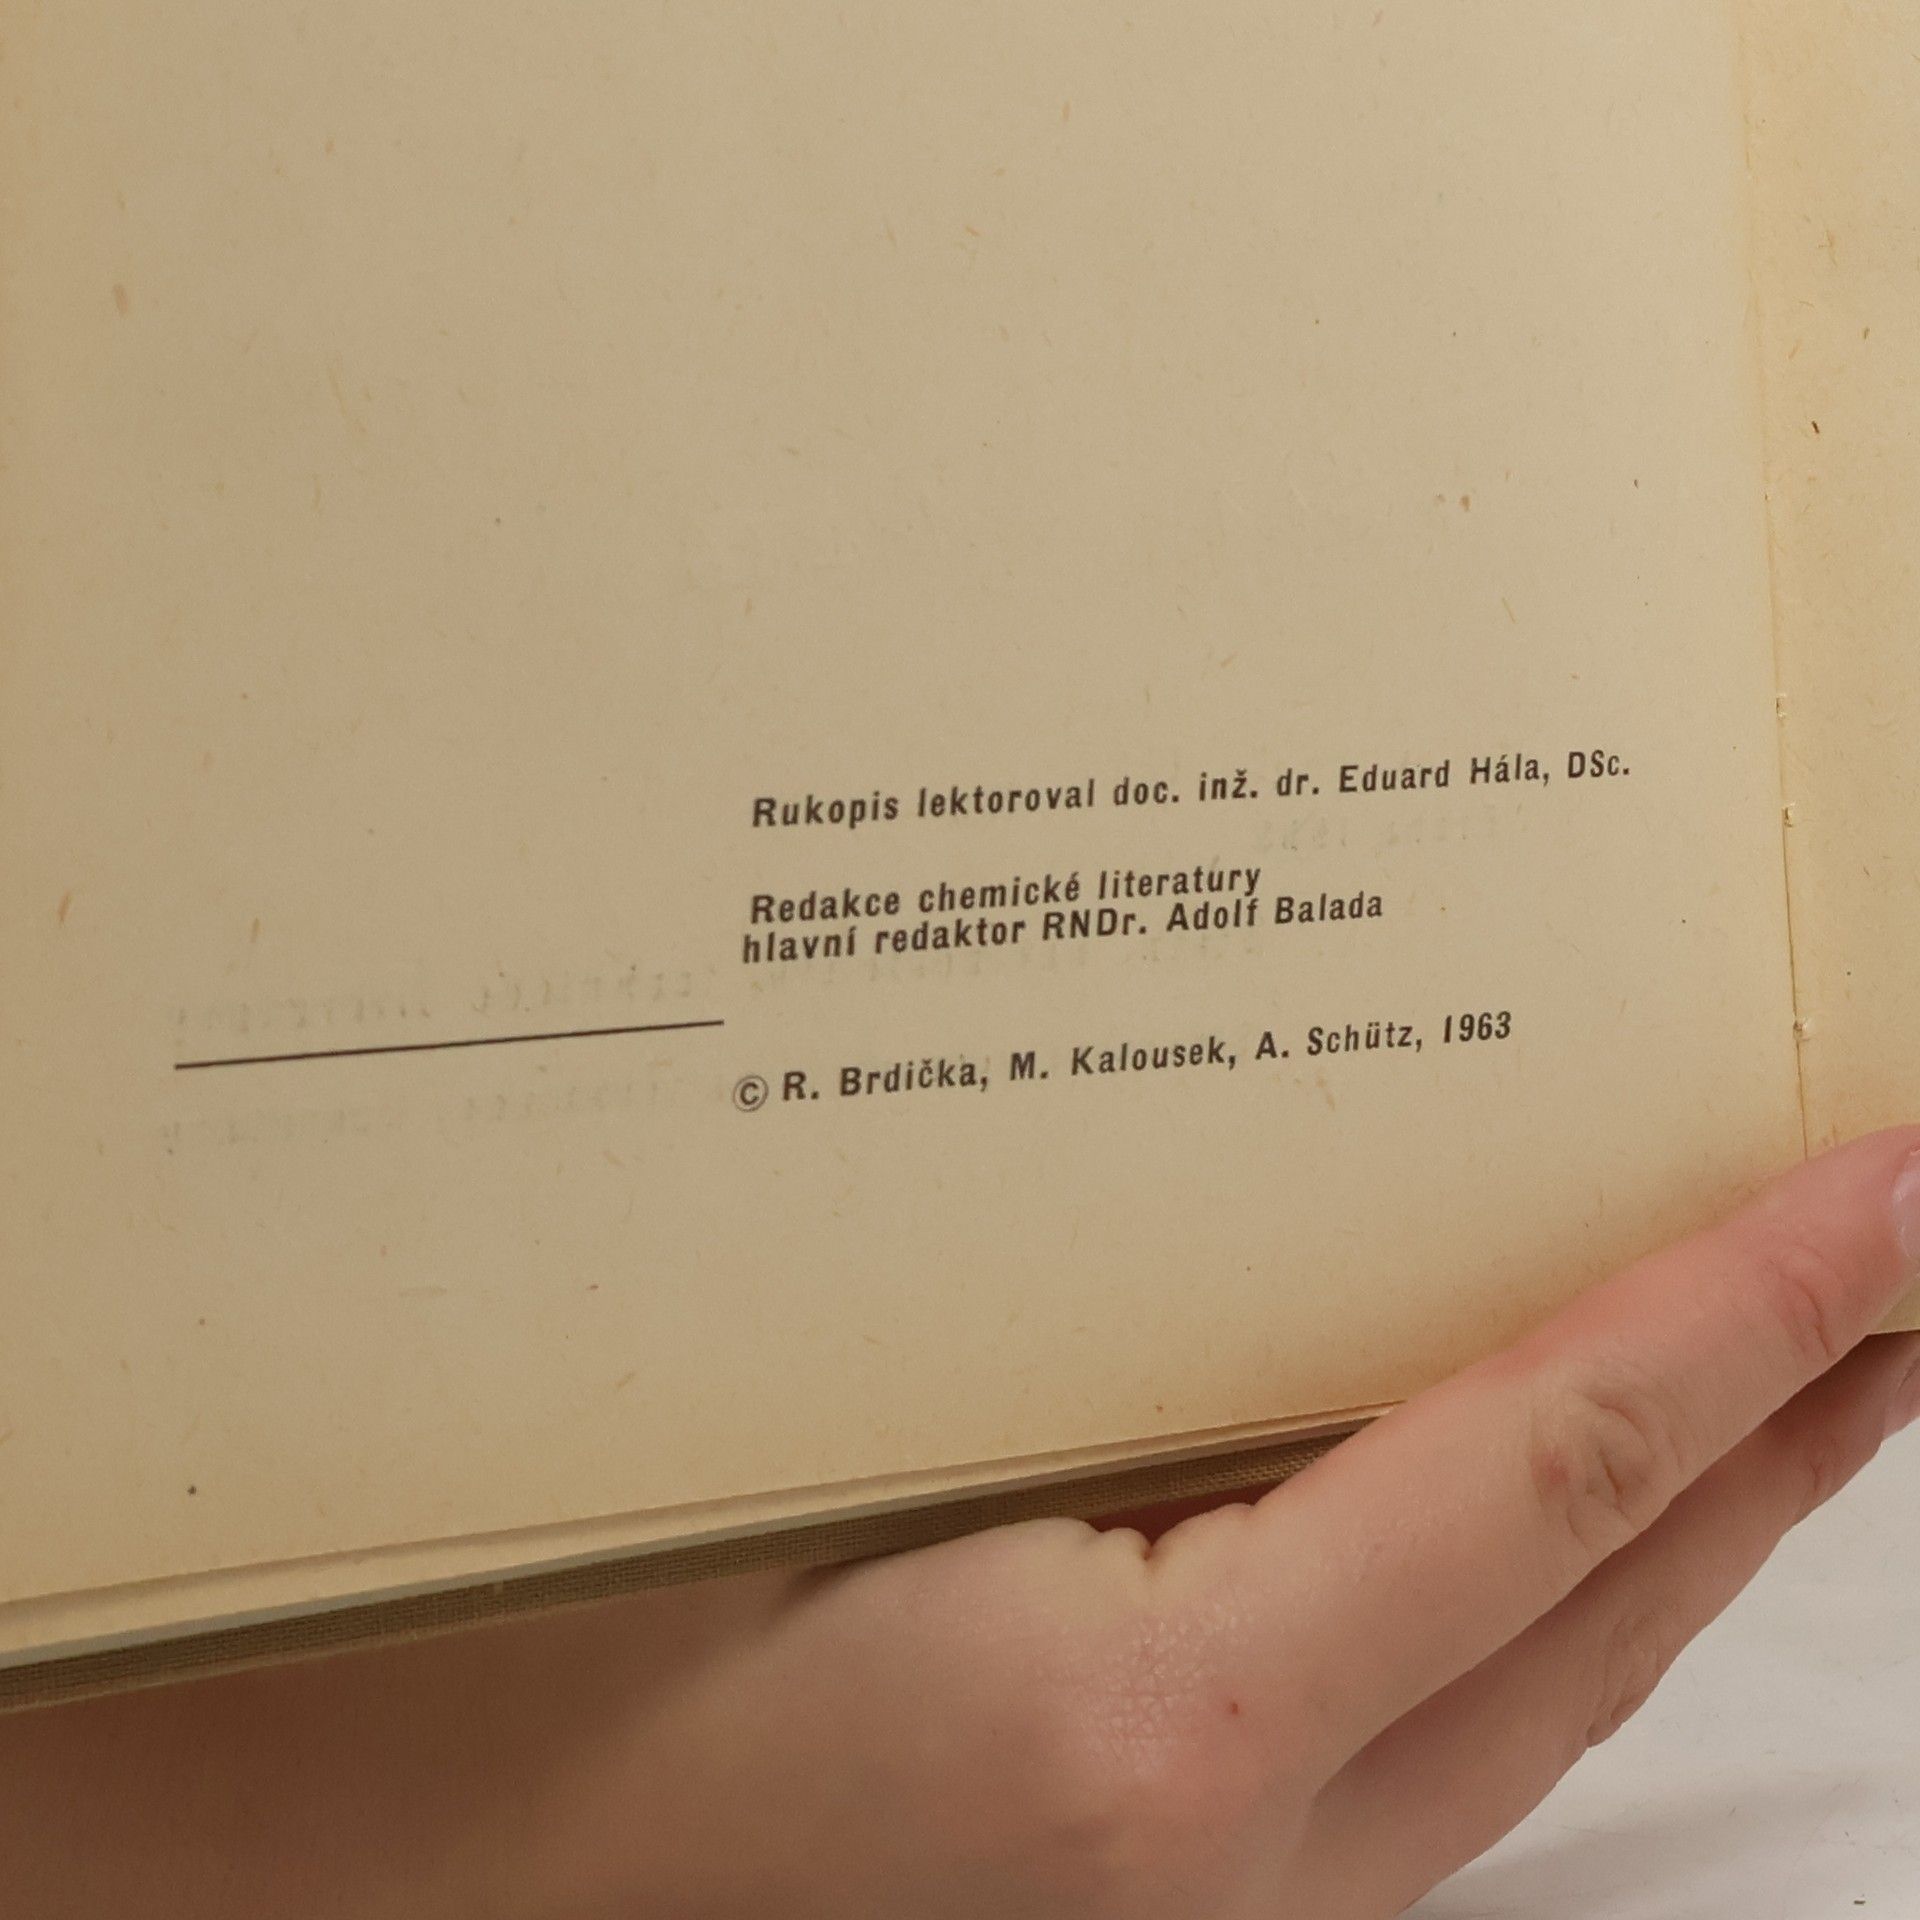 Rukopis lektoroval doc. inž. dr. Eduard Hála, DSc.
Redakce chemické literatury
hlavní redaktor RNDr. Adolf Balada
© R. Brdička, M. Kalousek, A. Schütz, 1963